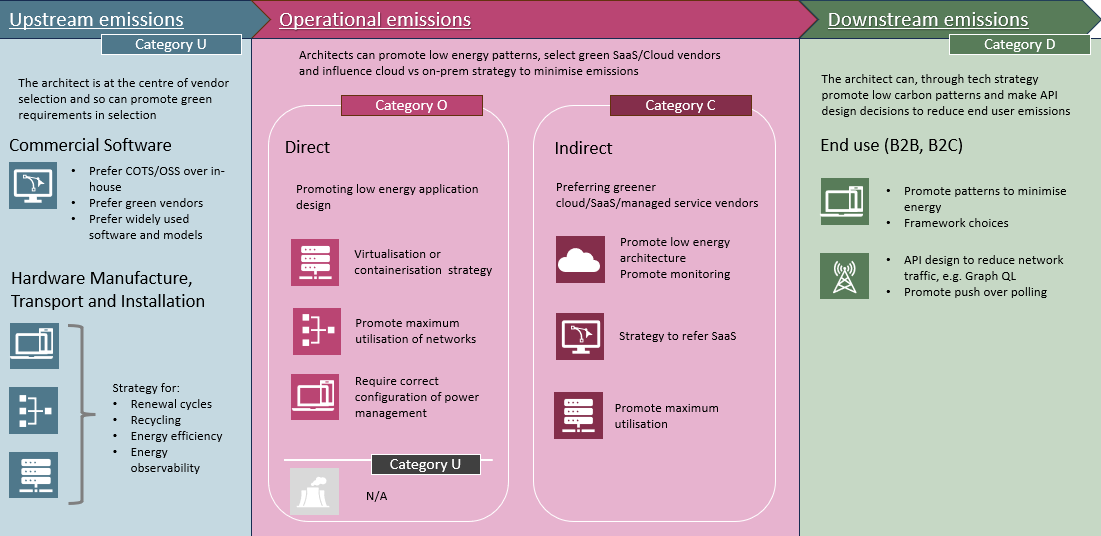 Upstream emissions
Category U
The architect is at the centre of vendor
selection and so can promote green
requirements in selection
Commercial Software
• Prefer COTS/OSS over in-
house
• Prefer green vendors
• Prefer widely used
software and models
Hardware Manufacture,
Transport and Installation
Strategy for:
• Renewal cycles
• Recycling
• Energy efficiency
• Energy
observability
Operational emissions
Architects can promote low energy patterns, select green SaaS/Cloud vendors
and influence cloud vs on-prem strategy to minimise emissions
Category O
Direct
Promoting low energy application
design
Virtualisation or
containerisation strategy
Promote maximum
utilisation of networks
Require correct
configuration of power
management
Category U
N/A
Category C
Indirect
Preferring greener
cloud/SaaS/managed service vendors
Promote low energy
architecture
Promote monitoring
Strategy to refer SaaS
Promote maximum
utilisation
Downstream emissions
Category D
The architect can, through tech strategy
promote low carbon patterns and make API
design decisions to reduce end user emissions
End use (B2B, B2C)
• Promote patterns to minimise
energy
• Framework choices
• API design to reduce network
traffic, e.g. Graph QL
• Promote push over polling